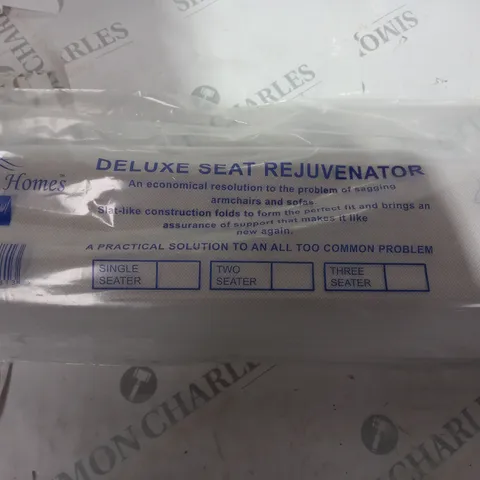 DELUXE SEAT REJUVENATOR
Homes
An economical resolution to the problem of sagging
armchairs and sofas
Slat-like construction folds to form the perfect fit and brings an
assurance of support that makes it like
new again.
A PRACTICAL SOLUTION TO AN ALL TOO COMMON PROBLEM
SINGLE SEATER
TWO SEATER
THREE SEATER
SIMON CHARLES